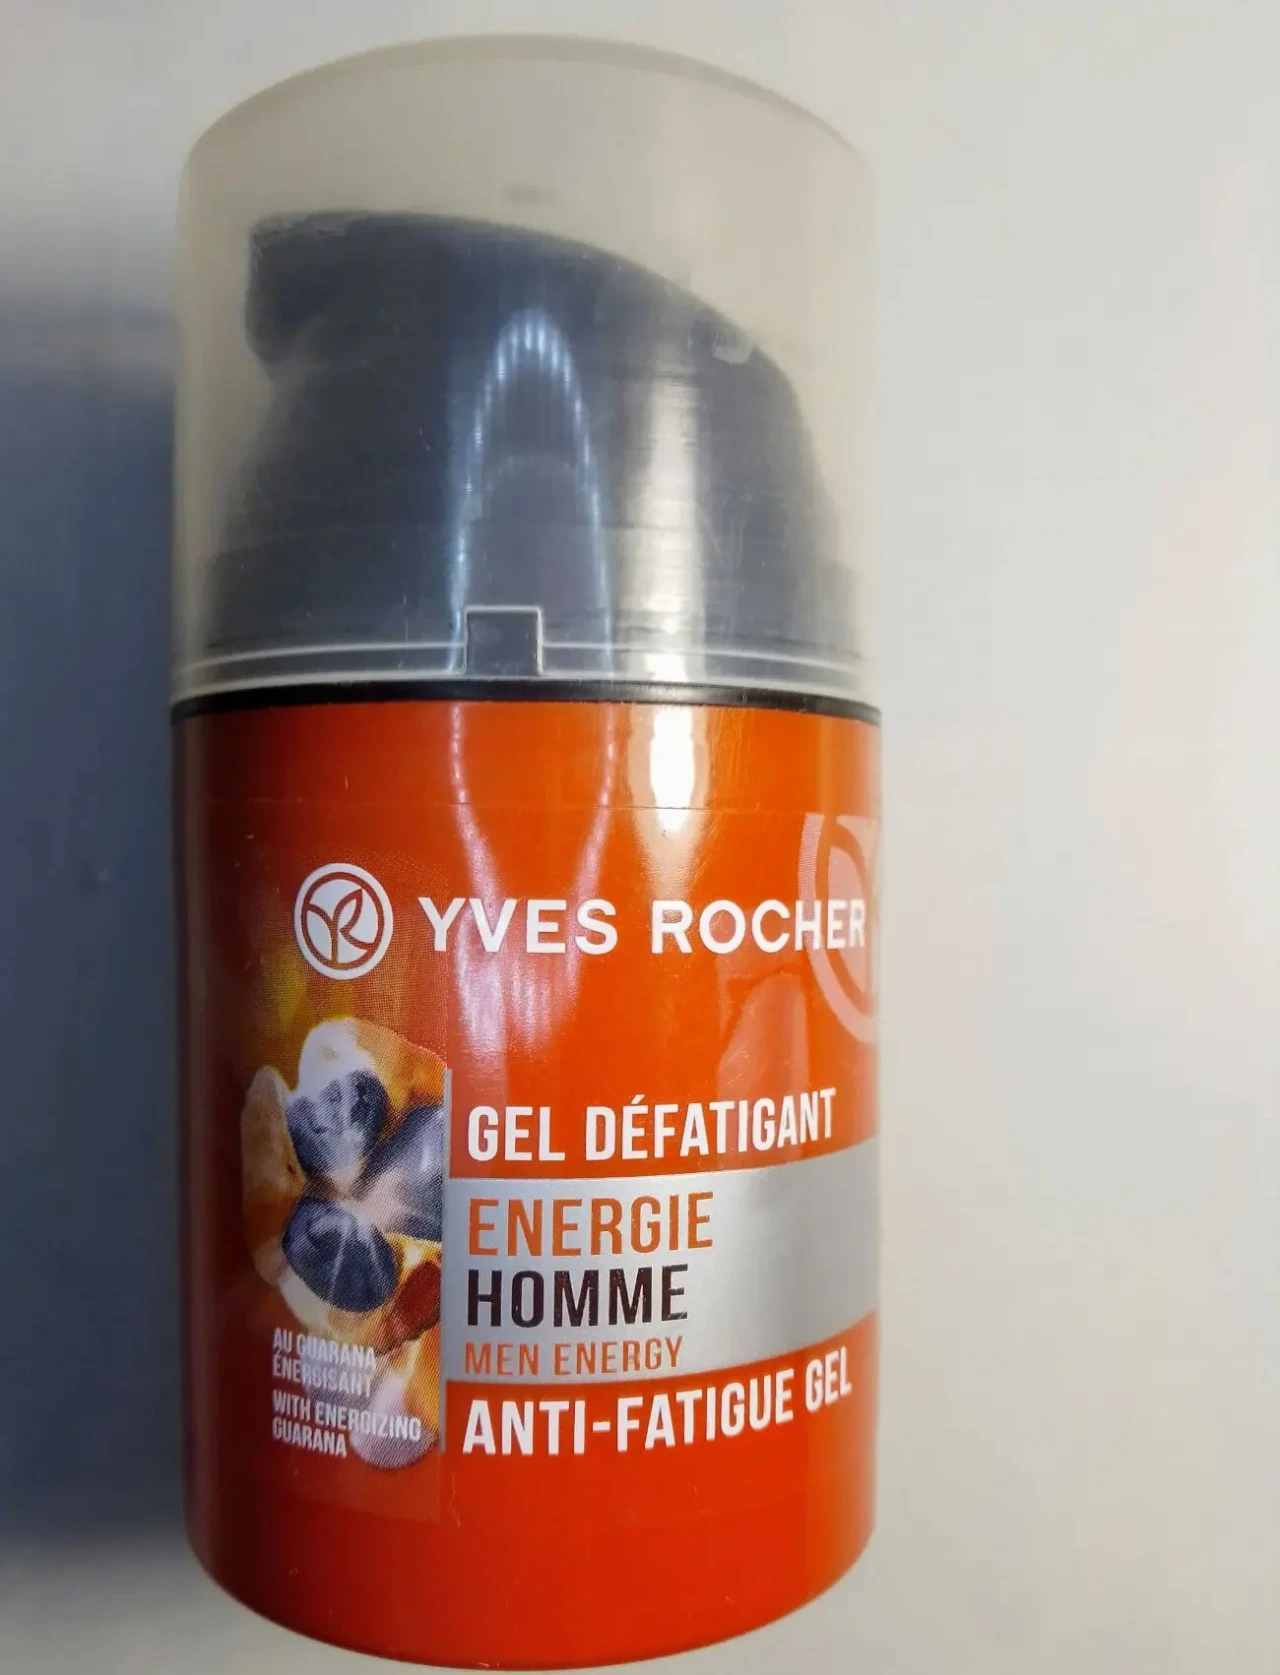 YVES ROCHER
GEL DÉFATIGANT
ENERGIE
HOMME
MEN ENERGY
ANTI-FATIGUE GEL
AU GUARANA
ÉNERGISANT
WITH ENERGIZING
GUARANA